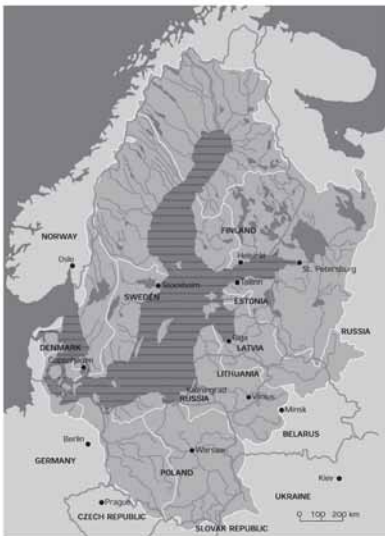 NORWAY
Oslo
FINLAND
Helsinki
St. Petersburg
Stockholm
SWEDEN
Tallinn
ESTONIA
RUSSIA
DENMARK
Copenhagen
Riga
LATVIA
LITHUANIA
Kaliningrad
RUSSIA
Vilnius
Minsk
BELARUS
Berlin
GERMANY
Warsaw
POLAND
Kiev
UKRAINE
Prague
CZECH REPUBLIC
SLOVAK REPUBLIC
0 100 200 km